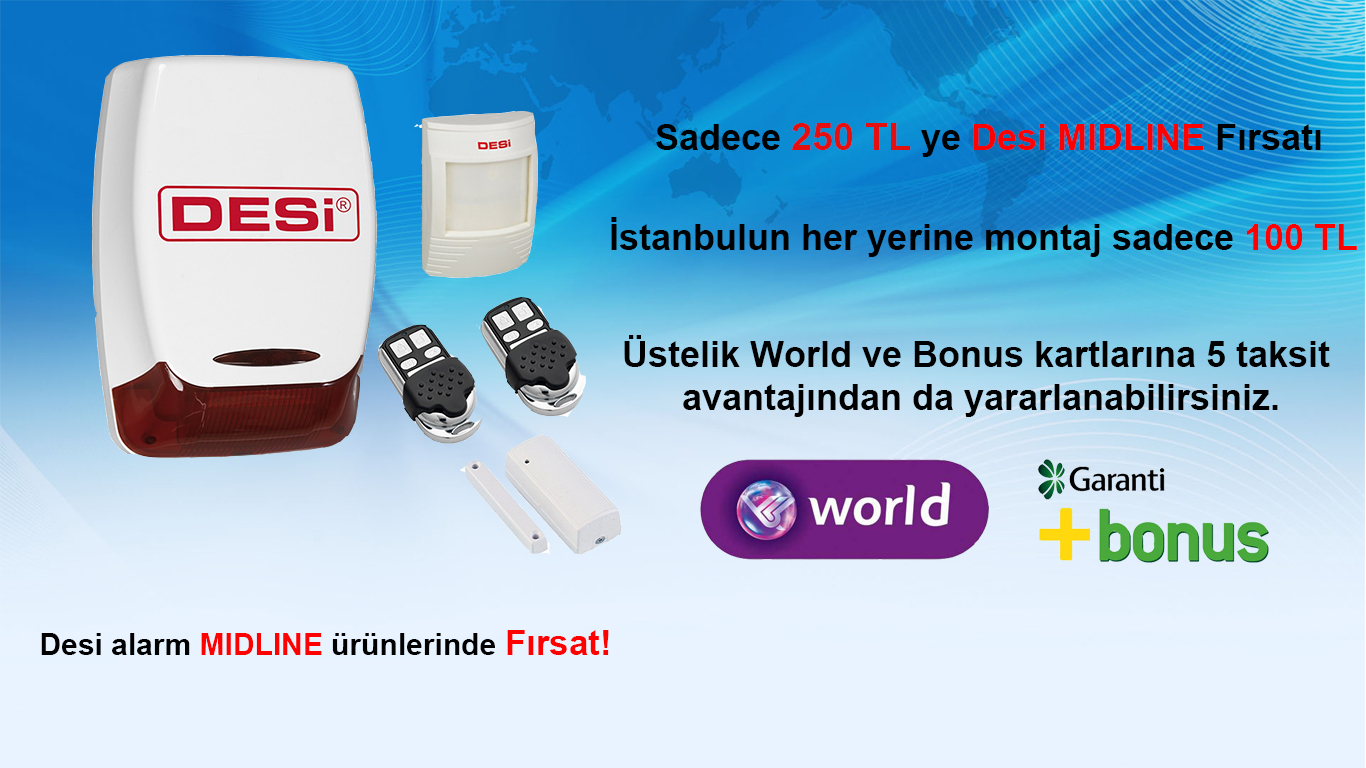 DESi®
DESi
Sadece 250 TL ye Desi MIDLINE Fırsatı
İstanbulun her yerine montaj sadece 100 TL
Üstelik World ve Bonus kartlarına 5 taksit
avantajından da yararlanabilirsiniz.
world
Garanti
+bonus
Desi alarm MIDLINE ürünlerinde Fırsat!